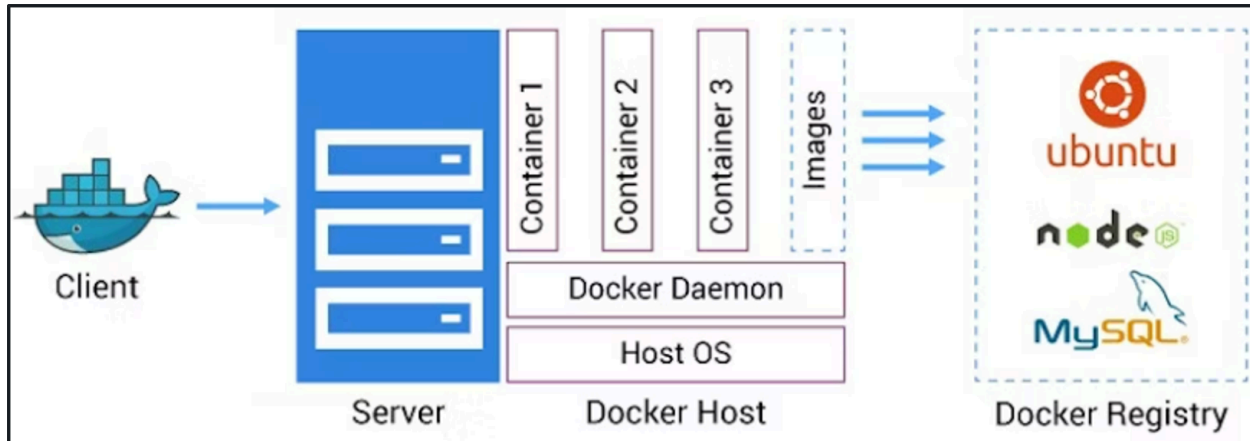 Client
Server
Container 1
Container 2
Container 3
Images
Docker Daemon
Host OS
Docker Host
ubuntu
node
JS
MySQL
Docker Registry